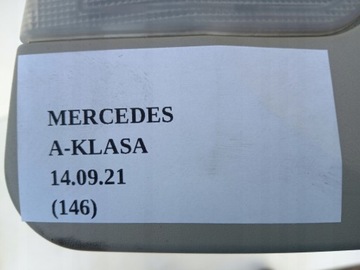 MERCEDES
A-KLASA
14.09.21
(146)